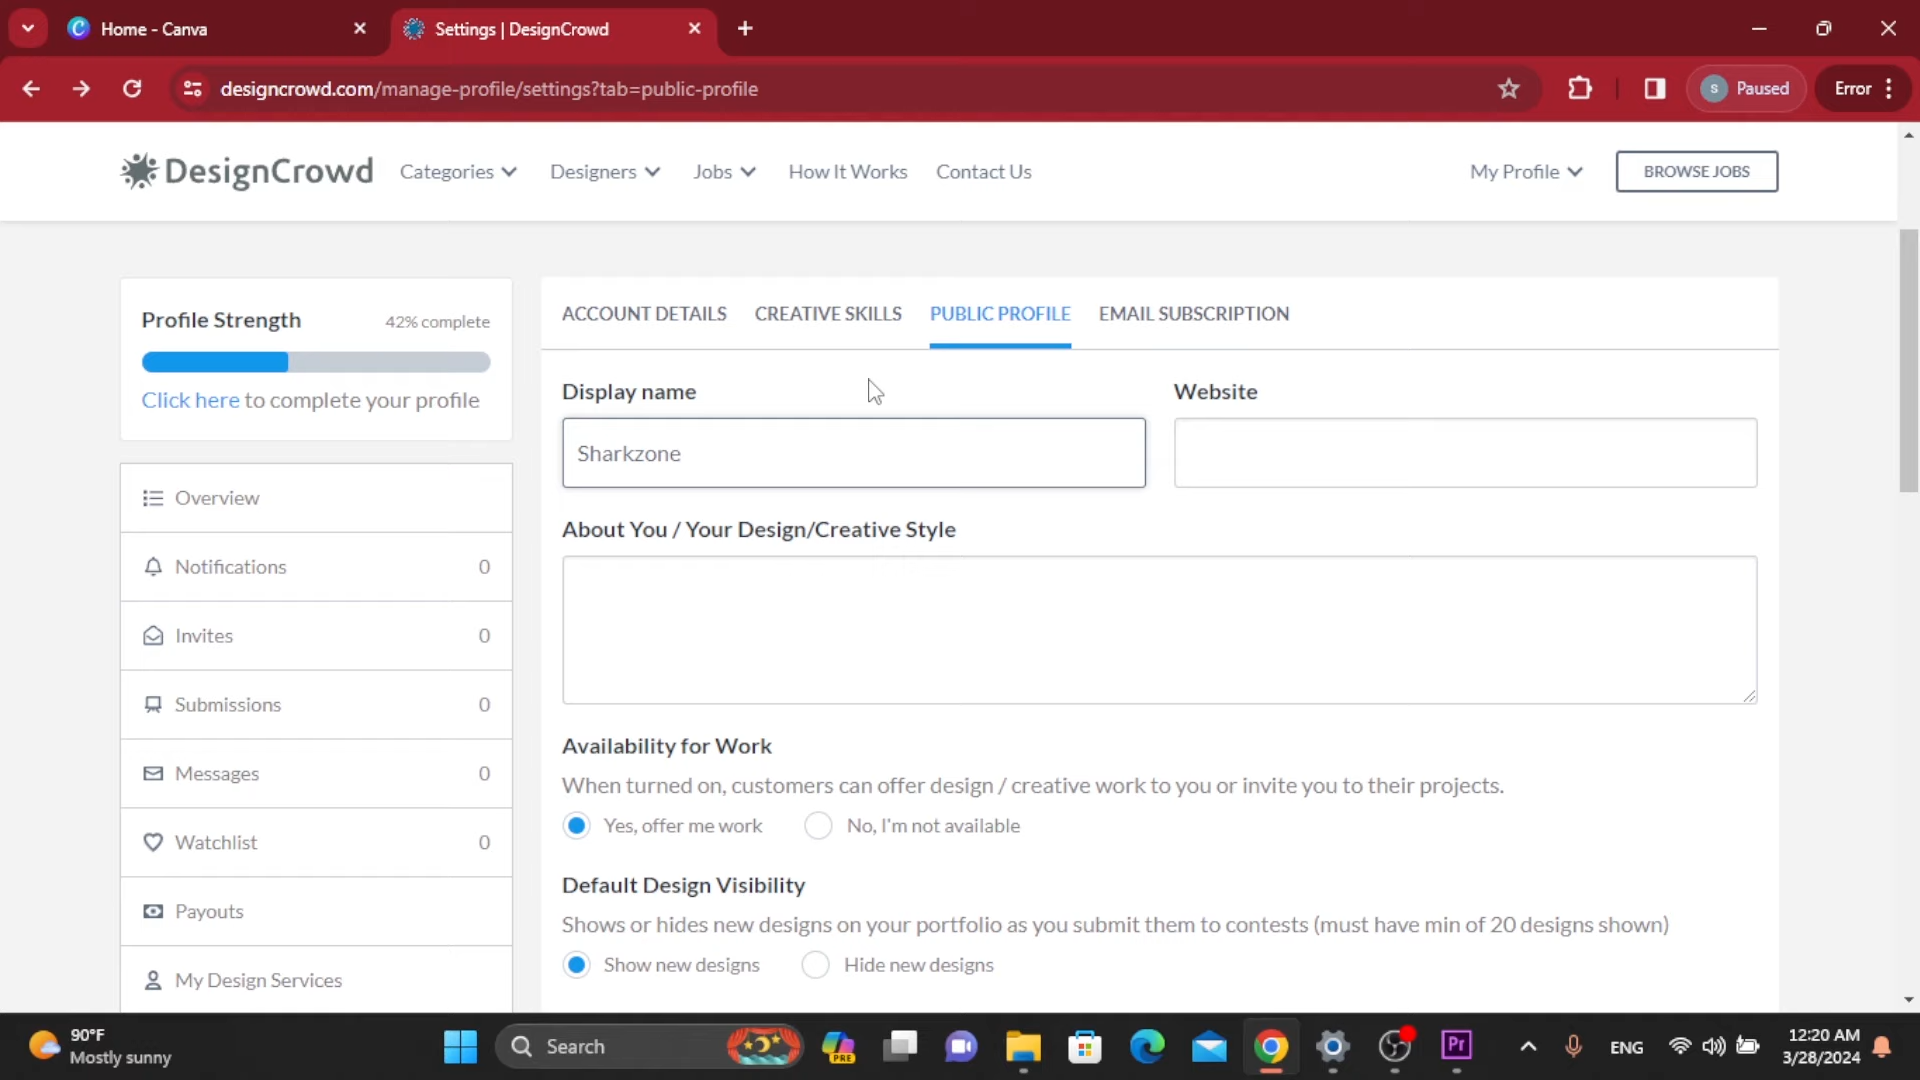 Home - Canva
Settings | DesignCrowd
designcrowd.com/manage-profile/settings?tab=public-profile
S Paused
Error
DesignCrowd
Categories
Designers
Jobs
How It Works
Contact Us
My Profile
BROWSE JOBS
Profile Strength
42% complete
Click here to complete your profile
Overview
Notifications 0
Invites 0
Submissions 0
Messages 0
Watchlist 0
Payouts
My Design Services
ACCOUNT DETAILS
CREATIVE SKILLS
PUBLIC PROFILE
EMAIL SUBSCRIPTION
Display name
Website
Sharkzone
About You / Your Design/Creative Style
Availability for Work
When turned on, customers can offer design / creative work to you or invite you to their projects.
Yes, offer me work
No, I'm not available
Default Design Visibility
Shows or hides new designs on your portfolio as you submit them to contests (must have min of 20 designs shown)
Show new designs
Hide new designs
90°F
Mostly sunny
Search
PRE
Pr
ENG
12:20 AM
3/28/2024